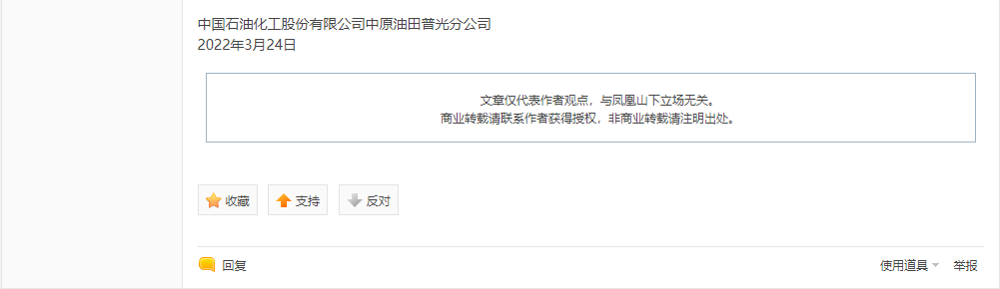 中国石油化工股份有限公司中原油田普光分公司
2022年3月24日
文章仅代表作者观点，与凤凰山下立场无关。
商业转载请联系作者获得授权，非商业转载请注明出处。
收藏 支持 反对
回复 使用道具 举报